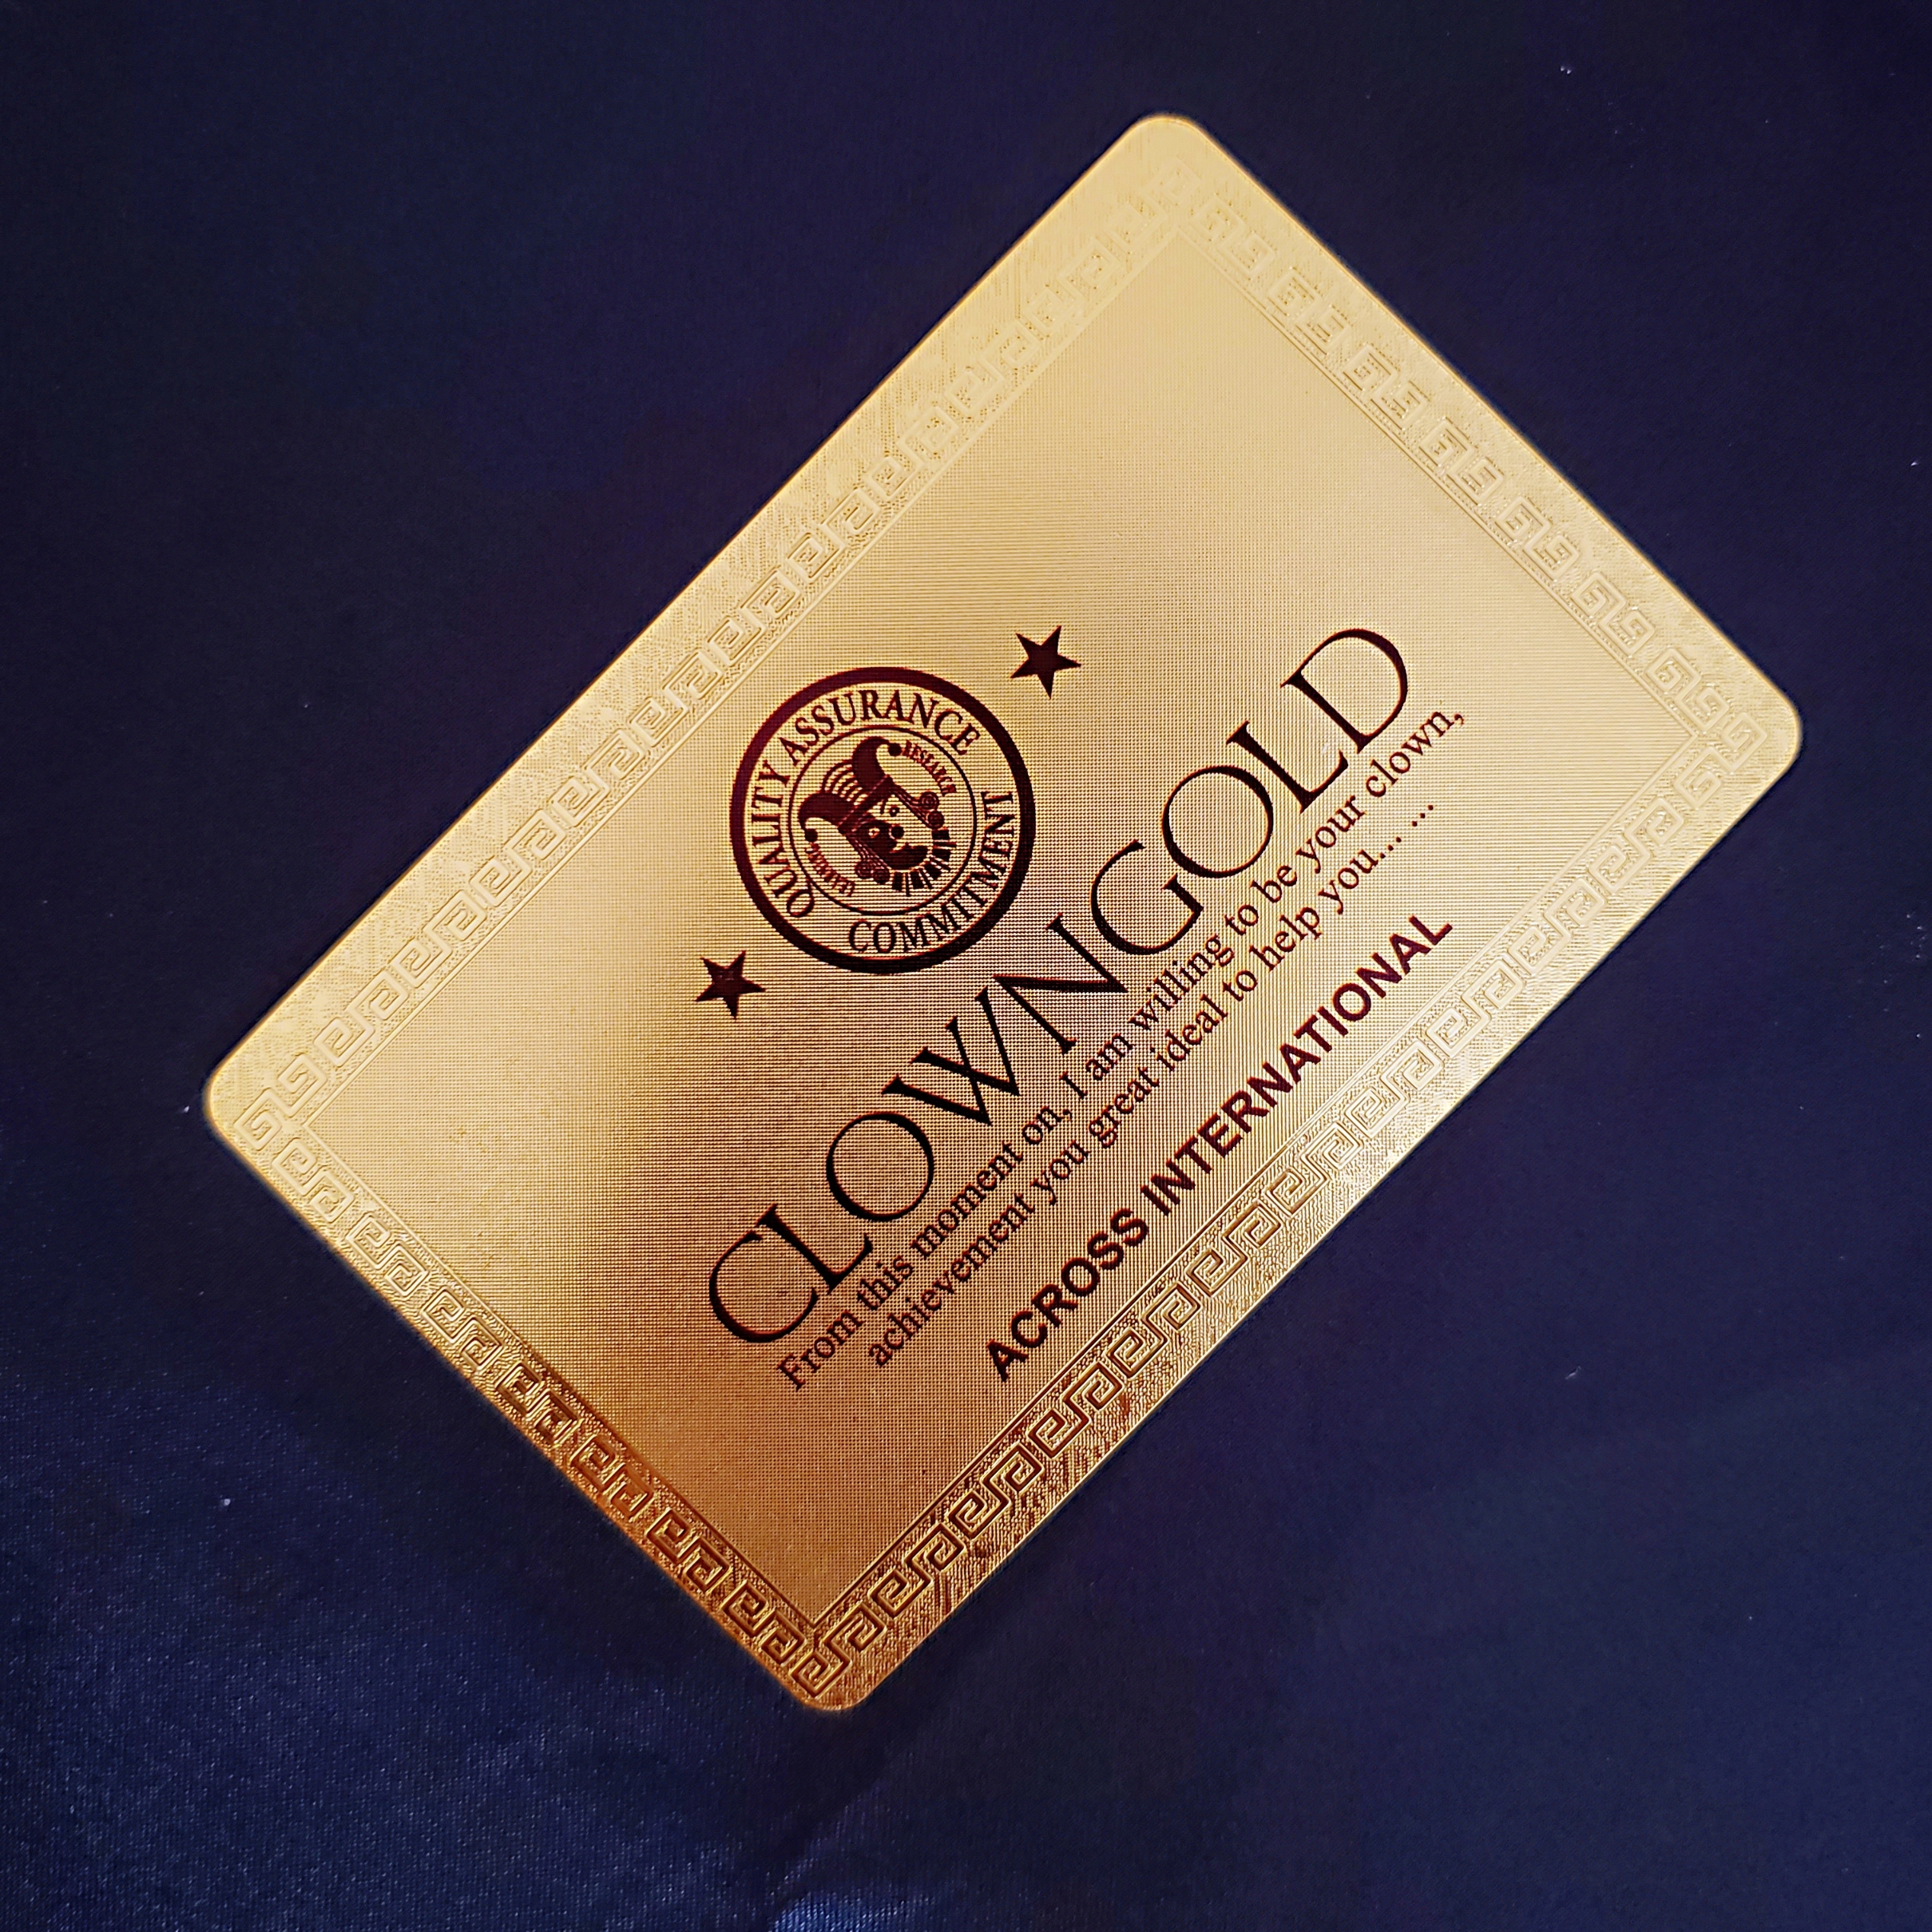 QUALITY ASSURANCE
RESEARCH
COMMITMENT
CLOWNGOLD
From this moment on, I am willing to be your clown,
achievement you great ideal to help you... ...
ACROSS INTERNATIONAL